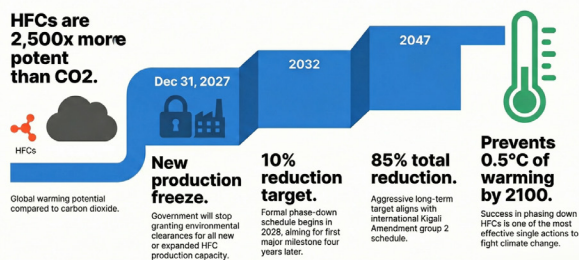 HFCs are
2,500x more
potent
than CO2.
HFCs
Global warming potential
compared to carbon dioxide.
Dec 31, 2027
New
production
freeze.
Government will stop
granting environmental
clearances for all new
or expanded HFC
production capacity.
2032
10%
reduction
target.
Formal phase-down
schedule begins in
2028, aiming for first
major milestone four
years later.
2047
85% total
reduction.
Aggressive long-term
target aligns with
international Kigali
Amendment group 2
schedule.
Prevents
0.5°C of
warming
by 2100.
Success in phasing down
HFCs is one of the most
effective single actions to
fight climate change.